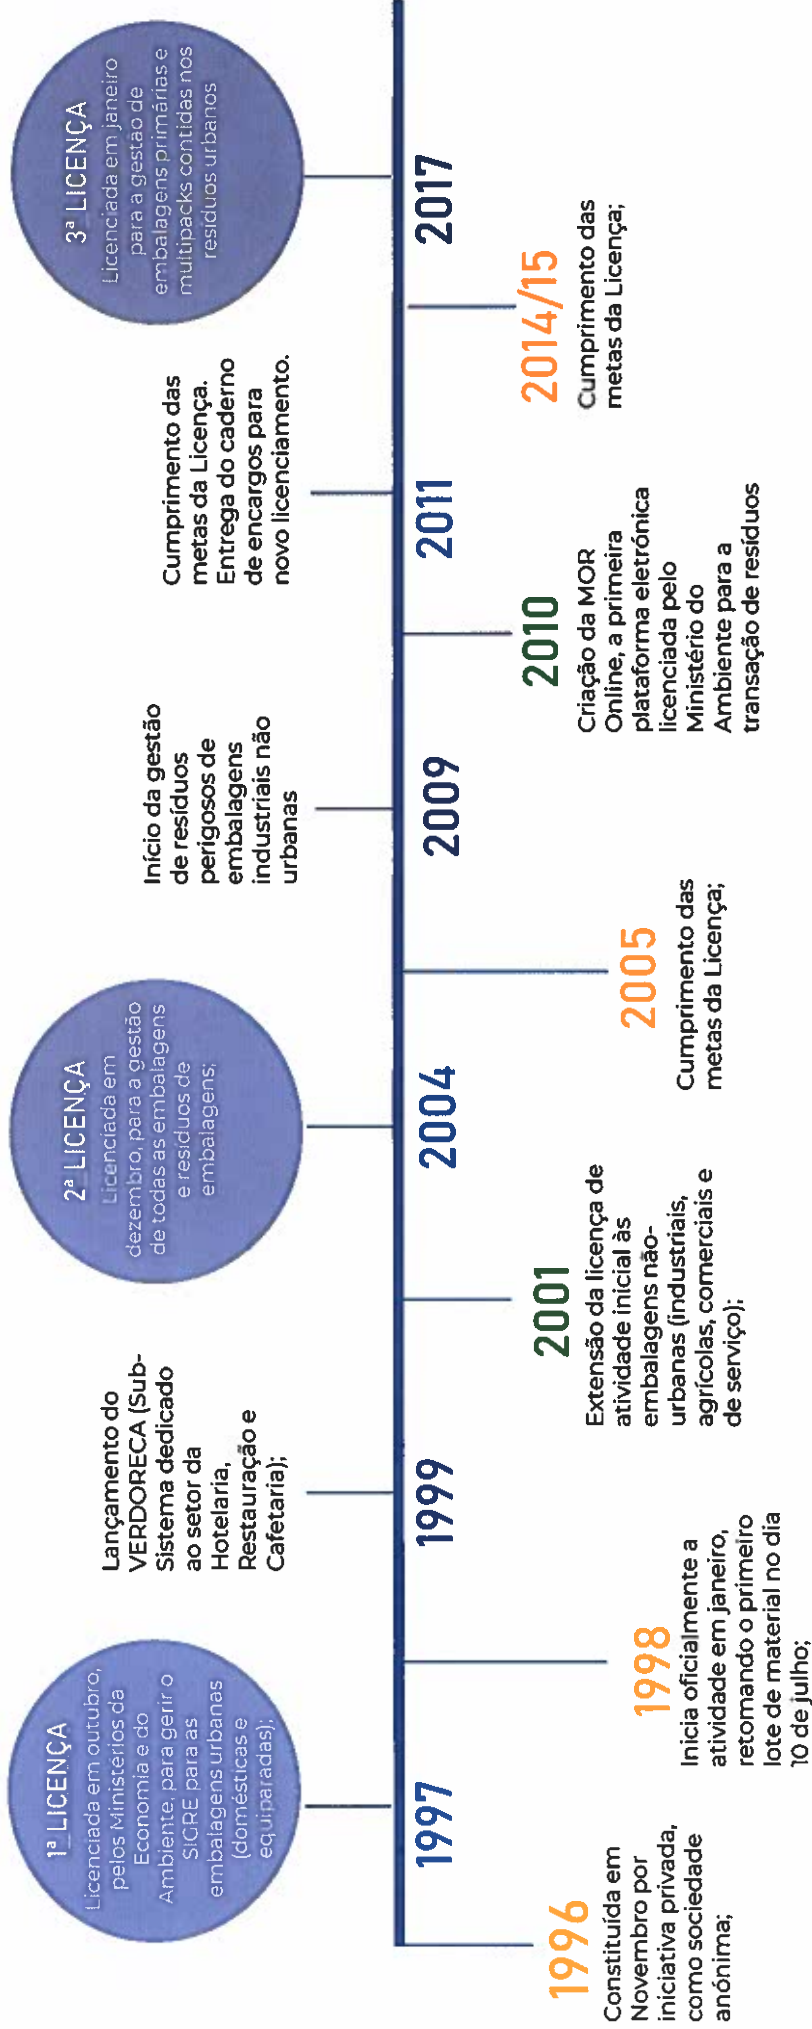 1996
Constituída em
Novembro por
iniciativa privada,
como sociedade
anónima;
1ª LICENÇA
Licenciada em outubro,
pelos Ministérios da
Economia e do
Ambiente, para gerir o
SIGRE para as
embalagens urbanas
(domésticas e
equiparadas);
1997
1998
Inicia oficialmente a
atividade em janeiro,
retomando o primeiro
lote de material no dia
10 de julho;
Lançamento do
VERDORECA (Sub-
Sistema dedicado
ao setor da
Hotelaria,
Restauração e
Cafetaria);
1999
2001
Extensão da licença de
atividade inicial às
embalagens não-
urbanas (industriais,
agrícolas, comerciais e
de serviço);
2ª LICENÇA
Licenciada em
dezembro, para a gestão
de todas as embalagens
e resíduos de
embalagens;
2004
2005
Cumprimento das
metas da Licença;
Início da gestão
de resíduos
perigosos de
embalagens
industriais não
urbanas
2009
2010
Criação da MOR
Online, a primeira
plataforma eletrónica
licenciada pelo
Ministério do
Ambiente para a
transação de resíduos
Cumprimento das
metas da Licença.
Entrega do caderno
de encargos para
novo licenciamento.
2011
2014/15
Cumprimento das
metas da Licença;
3ª LICENÇA
Licenciada em janeiro
para a gestão de
embalagens primárias e
multipacks contidas nos
resíduos urbanos
2017